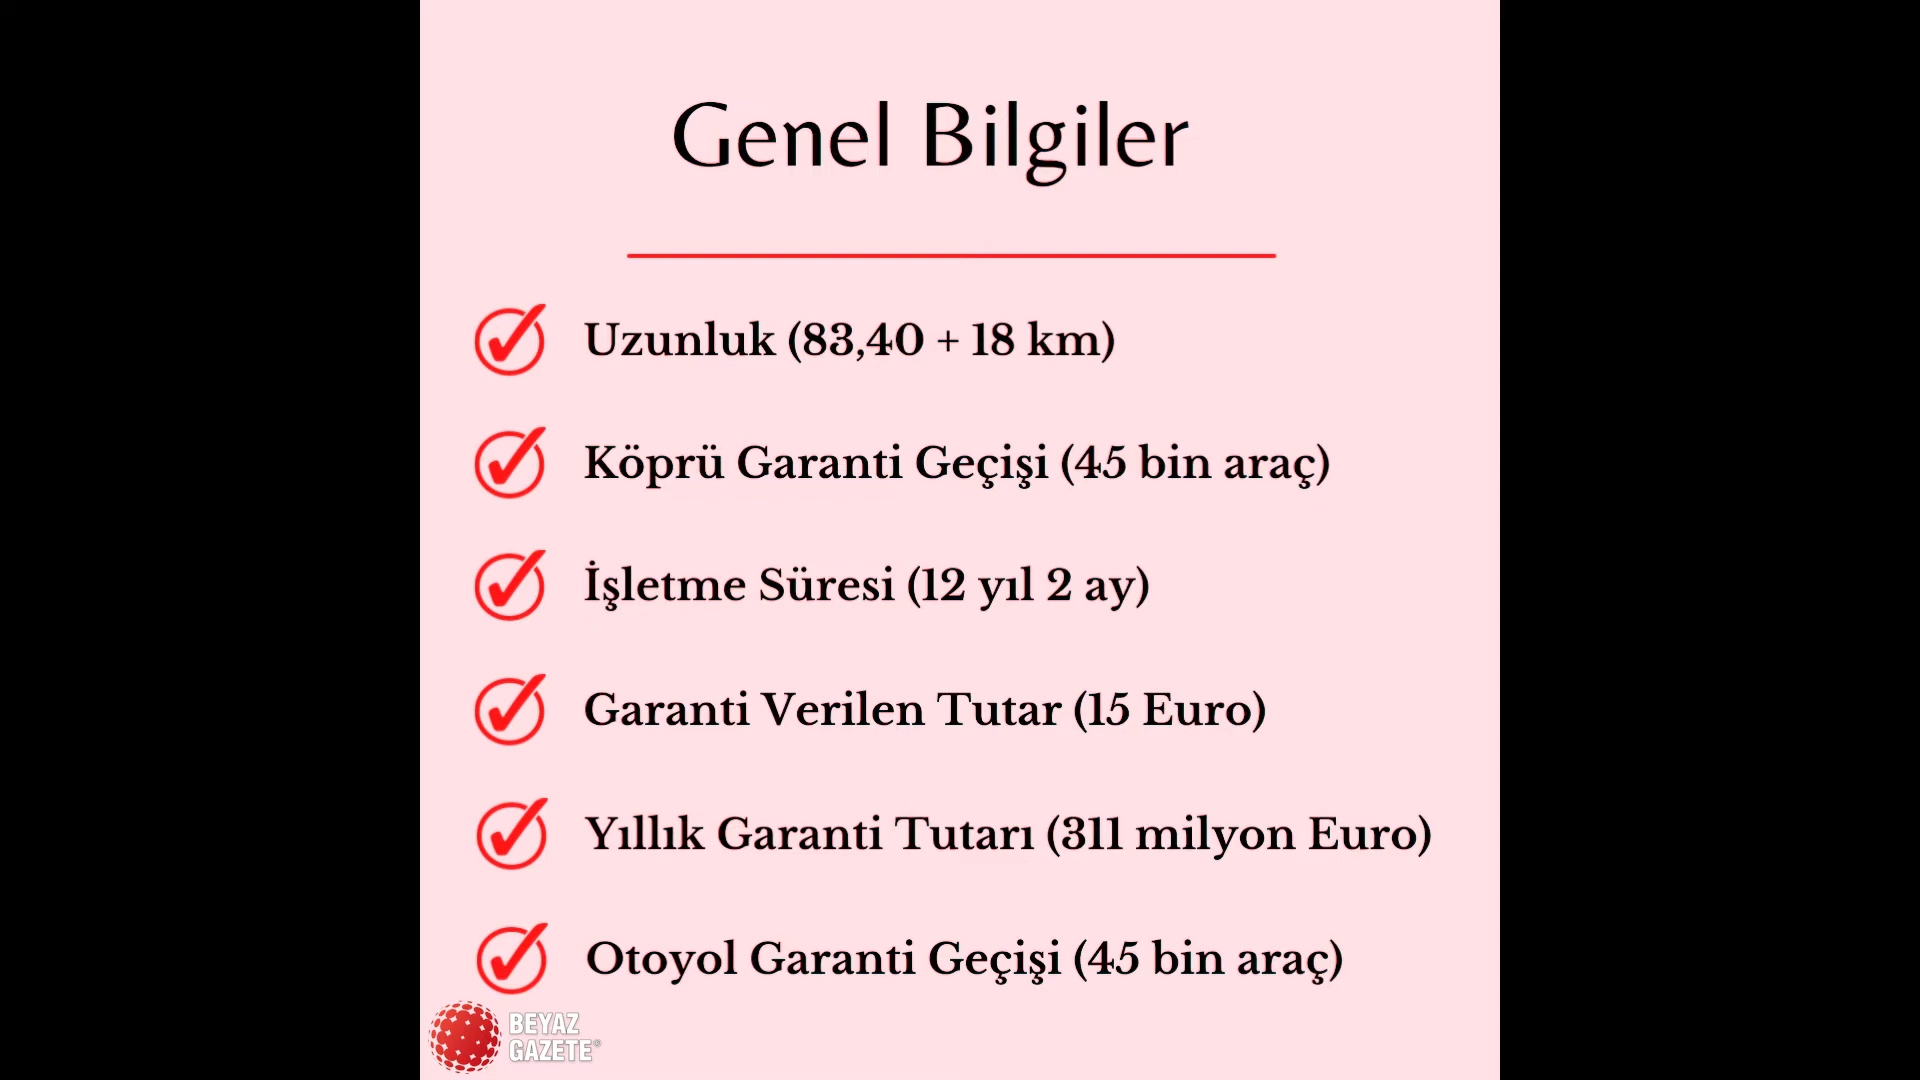 Genel Bilgiler
Uzunluk (83,40 + 18 km)
Köprü Garanti Geçişi (45 bin araç)
İşletme Süresi (12 yıl 2 ay)
Garanti Verilen Tutar (15 Euro)
Yıllık Garanti Tutarı (311 milyon Euro)
Otoyol Garanti Geçişi (45 bin araç)
BEYAZ
GAZETE®